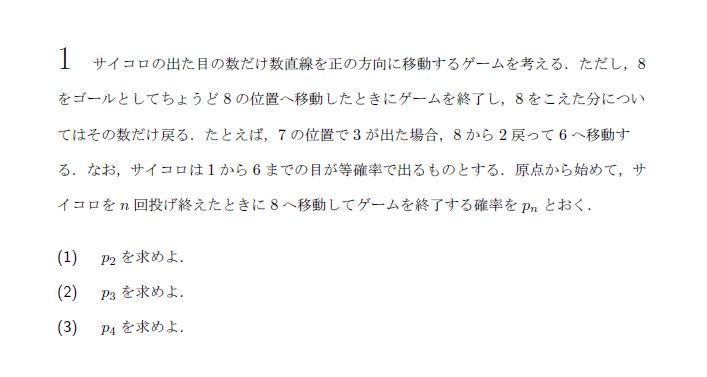 1 サイコロの出た目の数だけ数直線を正の方向に移動するゲームを考える．ただし，8
をゴールとしてちょうど 8 の位置へ移動したときにゲームを終了し，8 をこえた分につい
てはその数だけ戻る．たとえば，7 の位置で 3 が出た場合，8 から 2 戻って 6 へ移動す
る．なお，サイコロは 1 から 6 までの目が等確率で出るものとする．原点から始めて，サ
イコロを n 回投げ終えたときに 8 へ移動してゲームを終了する確率を pₙ とおく．
(1) p₂ を求めよ．
(2) p₃ を求めよ．
(3) p₄ を求めよ．